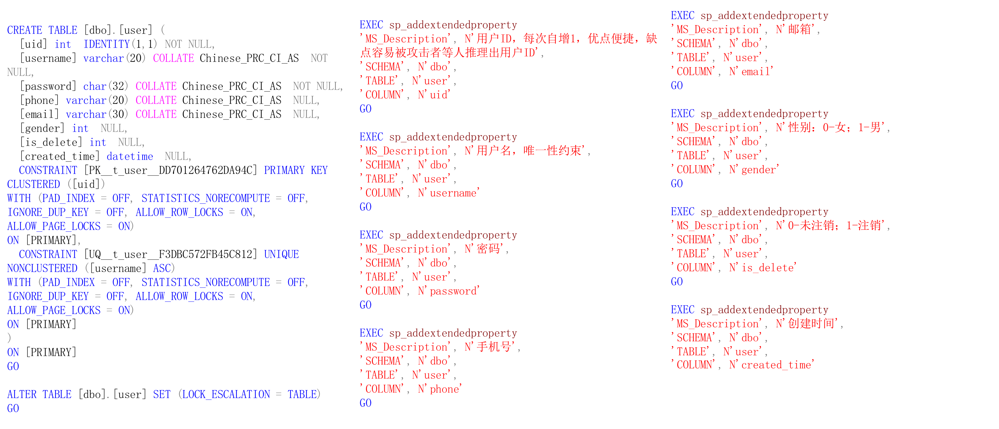 CREATE TABLE [dbo].[user] (
  [uid] int  IDENTITY(1,1) NOT NULL,
  [username] varchar(20) COLLATE Chinese_PRC_CI_AS  NOT
NULL,
  [password] char(32) COLLATE Chinese_PRC_CI_AS  NOT NULL,
  [phone] varchar(20) COLLATE Chinese_PRC_CI_AS  NULL,
  [email] varchar(30) COLLATE Chinese_PRC_CI_AS  NULL,
  [gender] int  NULL,
  [is_delete] int  NULL,
  [created_time] datetime  NULL,
  CONSTRAINT [PK__t_user__DD701264762DA94C] PRIMARY KEY
CLUSTERED ([uid])
WITH (PAD_INDEX = OFF, STATISTICS_NORECOMPUTE = OFF,
IGNORE_DUP_KEY = OFF, ALLOW_ROW_LOCKS = ON,
ALLOW_PAGE_LOCKS = ON)
ON [PRIMARY],
  CONSTRAINT [UQ__t_user__F3DBC572FB45C812] UNIQUE
NONCLUSTERED ([username] ASC)
WITH (PAD_INDEX = OFF, STATISTICS_NORECOMPUTE = OFF,
IGNORE_DUP_KEY = OFF, ALLOW_ROW_LOCKS = ON,
ALLOW_PAGE_LOCKS = ON)
ON [PRIMARY]
)
ON [PRIMARY]
GO

ALTER TABLE [dbo].[user] SET (LOCK_ESCALATION = TABLE)
GO

EXEC sp_addextendedproperty
'MS_Description', N'用户ID，每次自增1，优点便捷，缺
点容易被攻击者等人推理出用户ID',
'SCHEMA', N'dbo',
'TABLE', N'user',
'COLUMN', N'uid'
GO

EXEC sp_addextendedproperty
'MS_Description', N'用户名，唯一性约束',
'SCHEMA', N'dbo',
'TABLE', N'user',
'COLUMN', N'username'
GO

EXEC sp_addextendedproperty
'MS_Description', N'密码',
'SCHEMA', N'dbo',
'TABLE', N'user',
'COLUMN', N'password'
GO

EXEC sp_addextendedproperty
'MS_Description', N'手机号',
'SCHEMA', N'dbo',
'TABLE', N'user',
'COLUMN', N'phone'
GO

EXEC sp_addextendedproperty
'MS_Description', N'邮箱',
'SCHEMA', N'dbo',
'TABLE', N'user',
'COLUMN', N'email'
GO

EXEC sp_addextendedproperty
'MS_Description', N'性别：0-女；1-男',
'SCHEMA', N'dbo',
'TABLE', N'user',
'COLUMN', N'gender'
GO

EXEC sp_addextendedproperty
'MS_Description', N'0-未注销；1-注销',
'SCHEMA', N'dbo',
'TABLE', N'user',
'COLUMN', N'is_delete'
GO

EXEC sp_addextendedproperty
'MS_Description', N'创建时间',
'SCHEMA', N'dbo',
'TABLE', N'user',
'COLUMN', N'created_time'